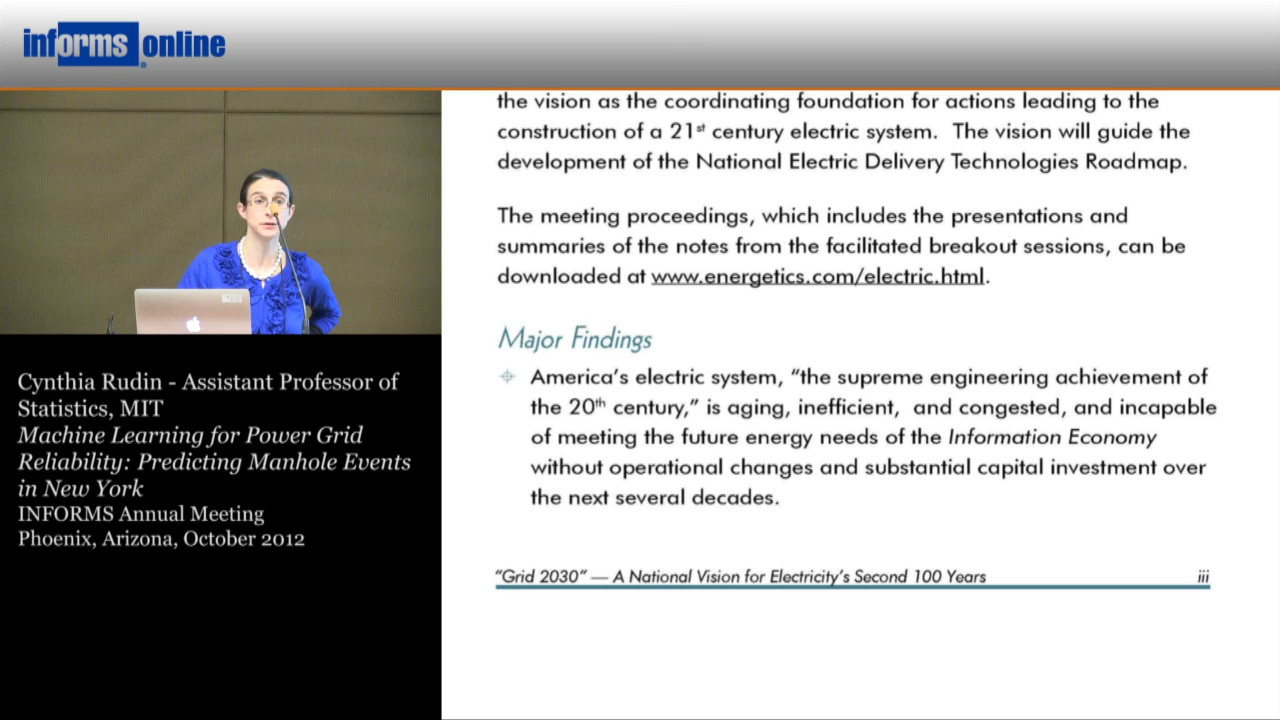 informs online
the vision as the coordinating foundation for actions leading to the
construction of a 21st century electric system. The vision will guide the
development of the National Electric Delivery Technologies Roadmap.
The meeting proceedings, which includes the presentations and
summaries of the notes from the facilitated breakout sessions, can be
downloaded at www.energetics.com/electric.html.
Major Findings
America's electric system, “the supreme engineering achievement of
the 20th century,” is aging, inefficient, and congested, and incapable
of meeting the future energy needs of the Information Economy
without operational changes and substantial capital investment over
the next several decades.
“Grid 2030” — A National Vision for Electricity's Second 100 Years iii
Cynthia Rudin - Assistant Professor of
Statistics, MIT
Machine Learning for Power Grid
Reliability: Predicting Manhole Events
in New York
INFORMS Annual Meeting
Phoenix, Arizona, October 2012